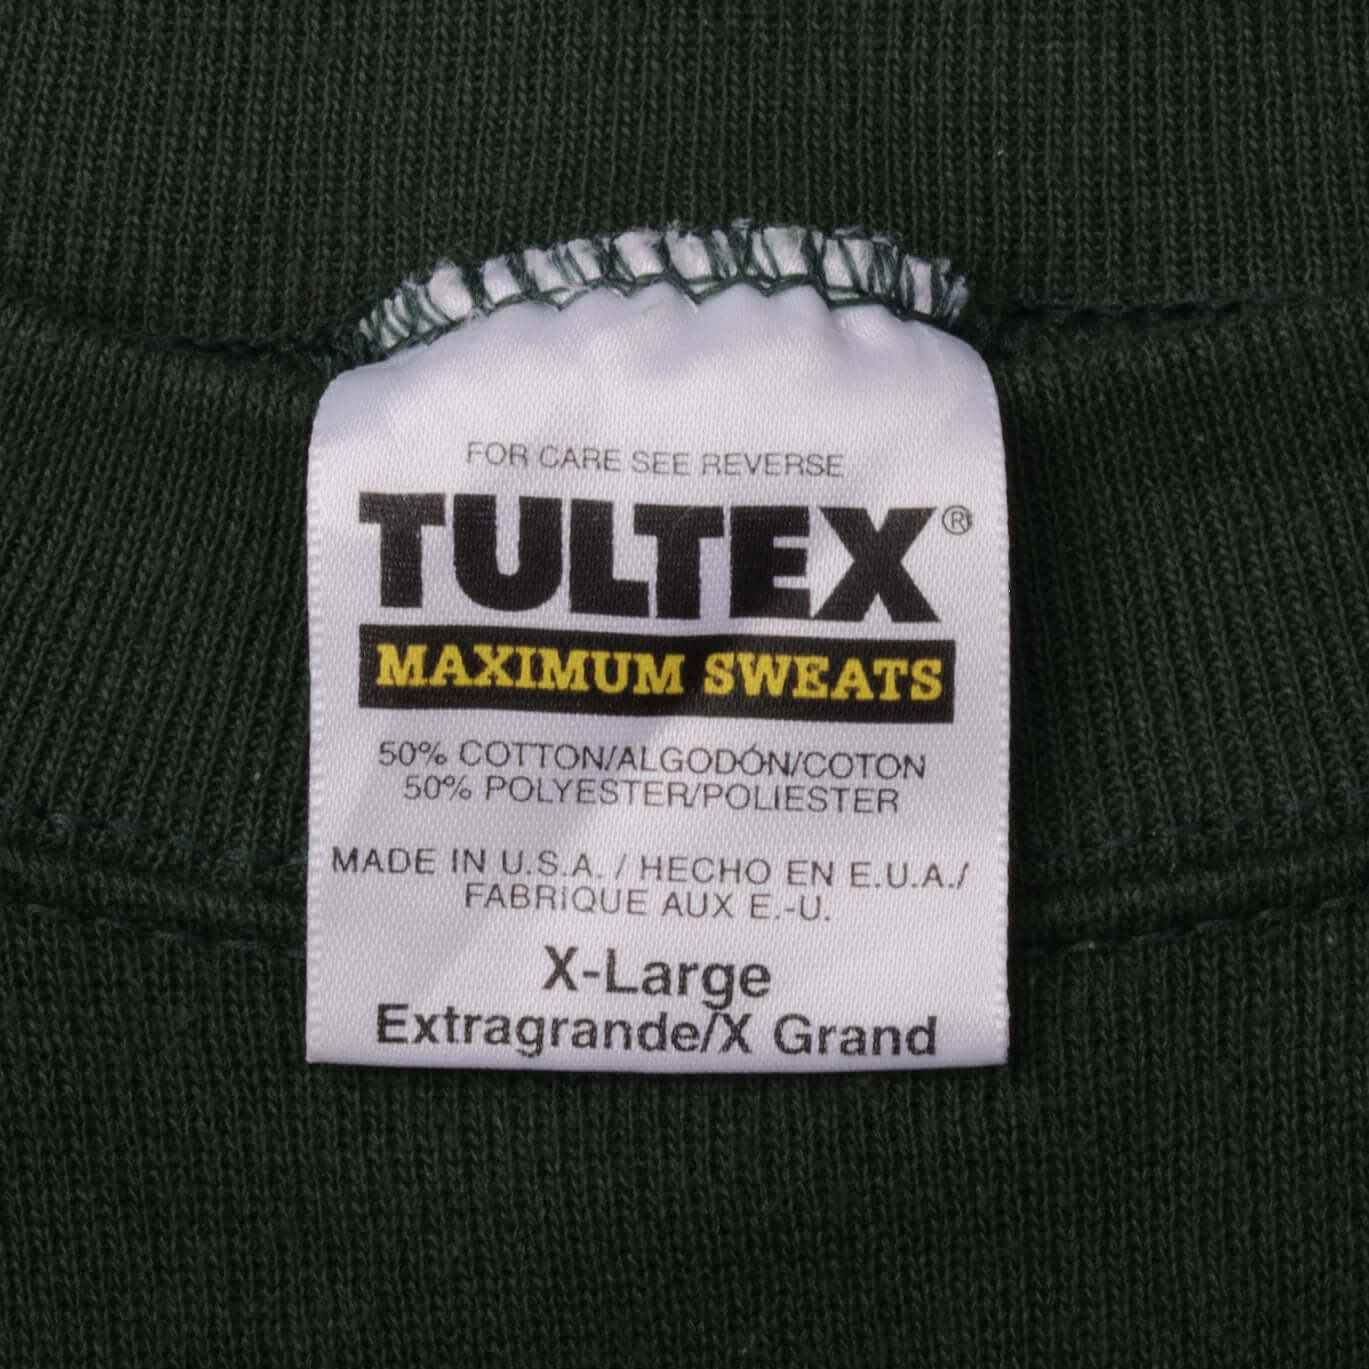 FOR CARE SEE REVERSE
TULTEX®
MAXIMUM SWEATS
50% COTTON/ALGODÓN/COTON
50% POLYESTER/POLIESTER
MADE IN U.S.A. / HECHO EN E.U.A./
FABRIQUE AUX E.-U.
X-Large
Extragrande/X Grand